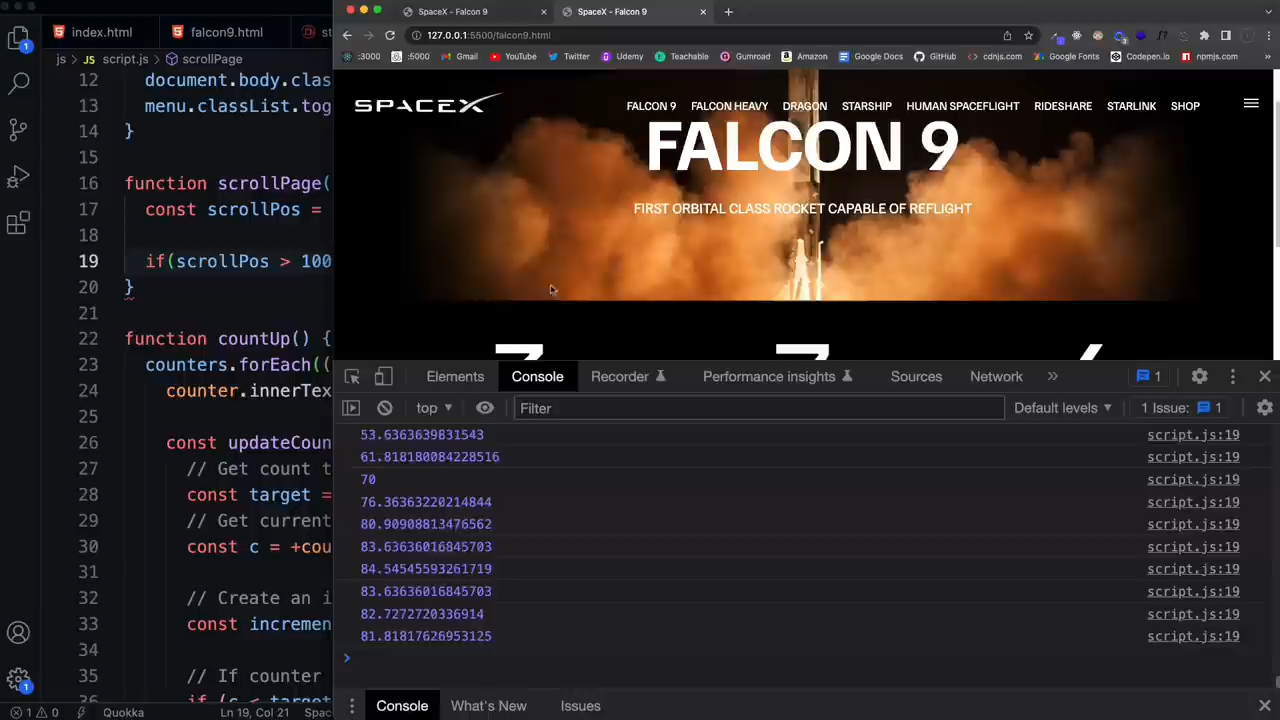 index.html
falcon9.html
st
js > JS script.js > scrollPage
12 document.body.clas
13 menu.classList.tog
14 }
15
16 function scrollPage(
17 const scrollPos =
18
19 if(scrollPos > 100
20 }
21
22 function countUp() {
23 counters.forEach((
24 counter.innerTex
25
26 const updateCoun
27 // Get count t
28 const target =
29 // Get current
30 const c = +cou
31
32 // Create an i
33 const incremen
34
35 // If counter
36 if (c < target
1
1
1 0 Quokka Ln 19, Col 21 Spac
SpaceX - Falcon 9
SpaceX - Falcon 9
127.0.0.1:5500/falcon9.html
:3000 :5000 Gmail YouTube Twitter Udemy Teachable Gumroad Amazon Google Docs GitHub cdnjs.com Google Fonts Codepen.io npmjs.com »
SPACEX FALCON 9 FALCON HEAVY DRAGON STARSHIP HUMAN SPACEFLIGHT RIDESHARE STARLINK SHOP
FALCON 9
FIRST ORBITAL CLASS ROCKET CAPABLE OF REFLIGHT
Elements Console Recorder Performance insights Sources Network » 1
top Filter Default levels 1 Issue: 1
53.6363639831543 script.js:19
61.818180084228516 script.js:19
70 script.js:19
76.36363220214844 script.js:19
80.90908813476562 script.js:19
83.63636016845703 script.js:19
84.54545593261719 script.js:19
83.63636016845703 script.js:19
82.7272720336914 script.js:19
81.81817626953125 script.js:19
>
Console What's New Issues